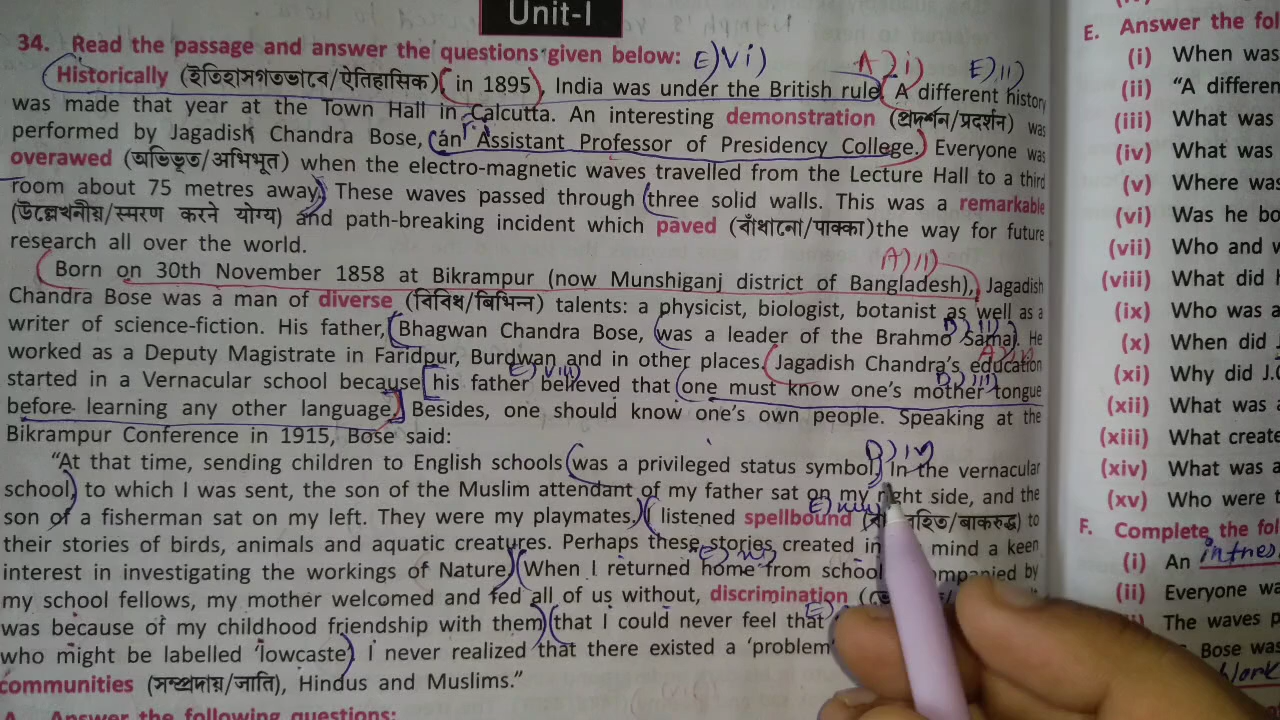 Unit-I
34. Read the passage and answer the questions given below: E) vi) A) i) E) ii)
Historically (ইতিহাসগতভাবে/ऐतिहासिक), in 1895, India was under the British rule. A different history
was made that year at the Town Hall in Calcutta. An interesting demonstration (প্রদর্শন/प्रदर्शन) was
performed by Jagadish Chandra Bose, an Assistant Professor of Presidency College. Everyone was
overawed (অভিভূত/अभिभूत) when the electro-magnetic waves travelled from the Lecture Hall to a third
room about 75 metres away. These waves passed through three solid walls. This was a remarkable
(উল্লেখনীয়/स्मरण करने योग्य) and path-breaking incident which paved (বাঁধানো/पाक्का) the way for future
research all over the world.
A) ii)
Born on 30th November 1858 at Bikrampur (now Munshiganj district of Bangladesh), Jagadish
Chandra Bose was a man of diverse (বিবিধ/बिभिन्न) talents: a physicist, biologist, botanist as well as a
writer of science-fiction. His father, Bhagwan Chandra Bose, was a leader of the Brahmo Samaj. He
worked as a Deputy Magistrate in Faridpur, Burdwan and in other places. Jagadish Chandra's education
started in a Vernacular school because his father believed that one must know one's mother tongue
before learning any other language. Besides, one should know one's own people. Speaking at the
Bikrampur Conference in 1915, Bose said:
"At that time, sending children to English schools was a privileged status symbol. In the vernacular
school, to which I was sent, the son of the Muslim attendant of my father sat on my right side, and the
son of a fisherman sat on my left. They were my playmates, I listened spellbound to
their stories of birds, animals and aquatic creatures. Perhaps these stories created in mind a keen
interest in investigating the workings of Nature. When I returned home from school
my school fellows, my mother welcomed and fed all of us without, discrimination
was because of my childhood friendship with them that I could never feel that
who might be labelled 'lowcaste'. I never realized that there existed a 'problem'
communities (সম্প্রদায়/जाति), Hindus and Muslims."
A. Answer the following questions:
E. Answer the fol
(i) When was
(ii) "A differen
(iii) What was
(iv) What was
(v) Where was
(vi) Was he bo
(vii) Who and w
(viii) What did
(ix) Who was a
(x) When did
(xi) Why did J.C
(xii) What was
(xiii) What create
(xiv) What was a
(xv) Who were t
F. Complete the fol
(i) An
(ii) Everyone wa
The waves p
Bose was